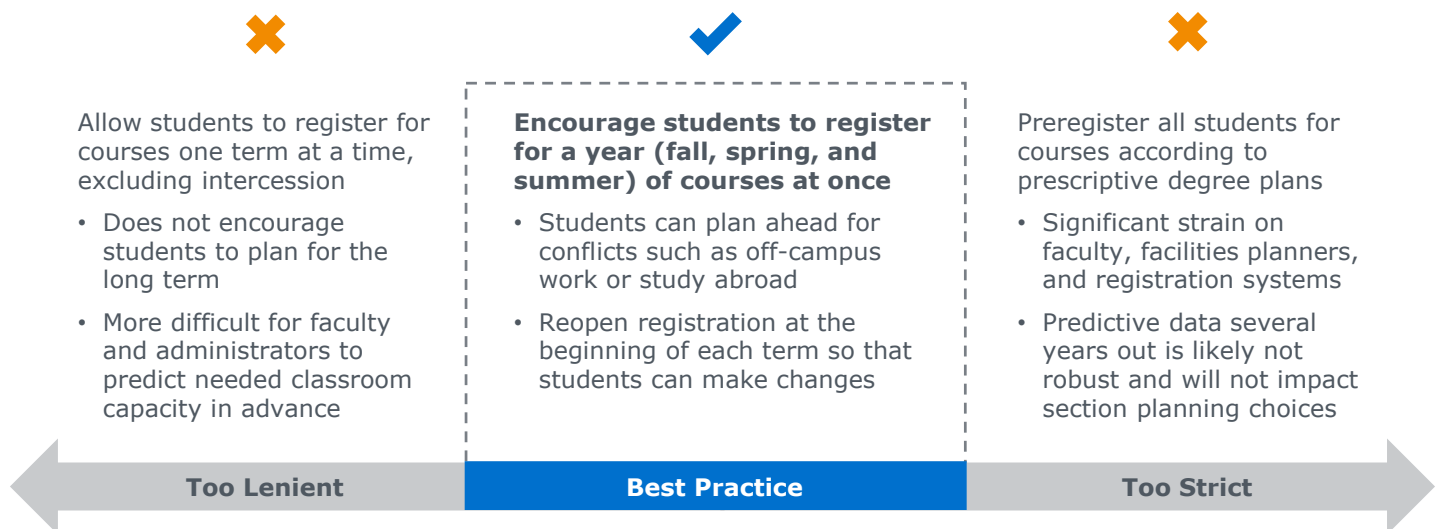 Allow students to register for
courses one term at a time,
excluding intercession
• Does not encourage
students to plan for the
long term
• More difficult for faculty
and administrators to
predict needed classroom
capacity in advance
Encourage students to register
for a year (fall, spring, and
summer) of courses at once
• Students can plan ahead for
conflicts such as off-campus
work or study abroad
• Reopen registration at the
beginning of each term so that
students can make changes
Preregister all students for
courses according to
prescriptive degree plans
• Significant strain on
faculty, facilities planners,
and registration systems
• Predictive data several
years out is likely not
robust and will not impact
section planning choices
Too Lenient
Best Practice
Too Strict